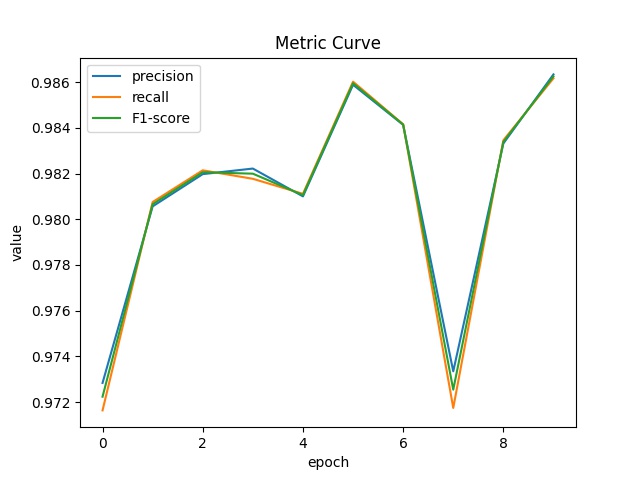 Metric Curve
precision
recall
F1-score
0.986
0.984
0.982
0.980
0.978
0.976
0.974
0.972
value
0 2 4 6 8
epoch